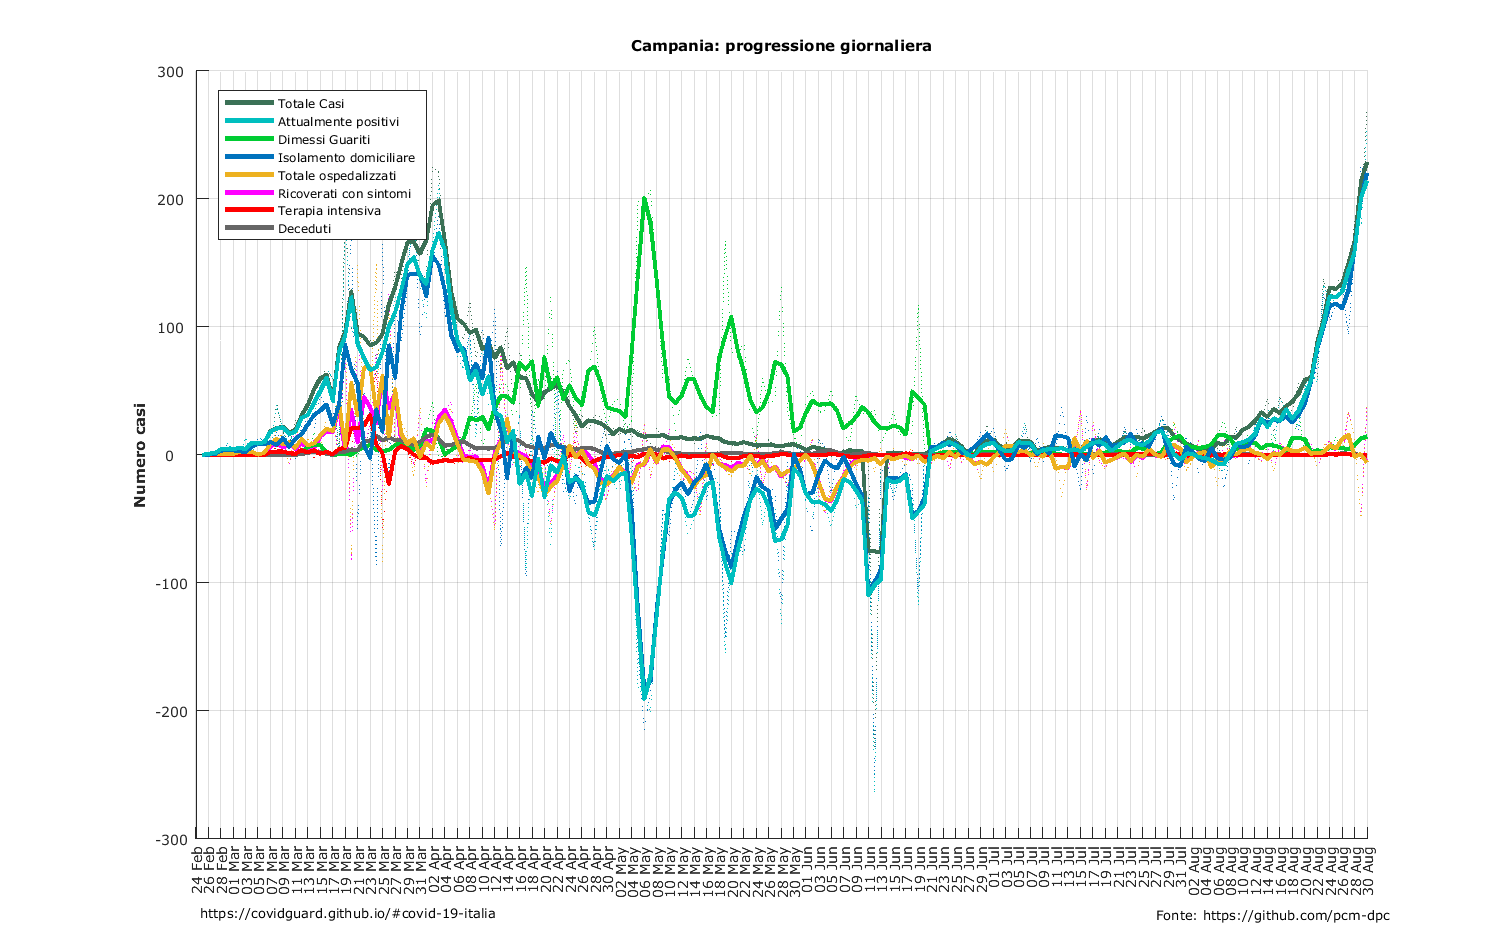 Campania: progressione giornaliera
300
200
100
0
-100
-200
-300
Numero casi
Totale Casi
Attualmente positivi
Dimessi Guariti
Isolamento domiciliare
Totale ospedalizzati
Ricoverati con sintomi
Terapia intensiva
Deceduti
24 Feb
26 Feb
28 Feb
01 Mar
03 Mar
05 Mar
07 Mar
09 Mar
11 Mar
13 Mar
15 Mar
17 Mar
19 Mar
21 Mar
23 Mar
25 Mar
27 Mar
29 Mar
31 Mar
02 Apr
04 Apr
06 Apr
08 Apr
10 Apr
12 Apr
14 Apr
16 Apr
18 Apr
20 Apr
22 Apr
24 Apr
26 Apr
28 Apr
30 Apr
02 May
04 May
06 May
08 May
10 May
12 May
14 May
16 May
18 May
20 May
22 May
24 May
26 May
28 May
30 May
01 Jun
03 Jun
05 Jun
07 Jun
09 Jun
11 Jun
13 Jun
15 Jun
17 Jun
19 Jun
21 Jun
23 Jun
25 Jun
27 Jun
29 Jun
01 Jul
03 Jul
05 Jul
07 Jul
09 Jul
11 Jul
13 Jul
15 Jul
17 Jul
19 Jul
21 Jul
23 Jul
25 Jul
27 Jul
29 Jul
31 Jul
02 Aug
04 Aug
06 Aug
08 Aug
10 Aug
12 Aug
14 Aug
16 Aug
18 Aug
20 Aug
22 Aug
24 Aug
26 Aug
28 Aug
30 Aug
https://covidguard.github.io/#covid-19-italia
Fonte: https://github.com/pcm-dpc